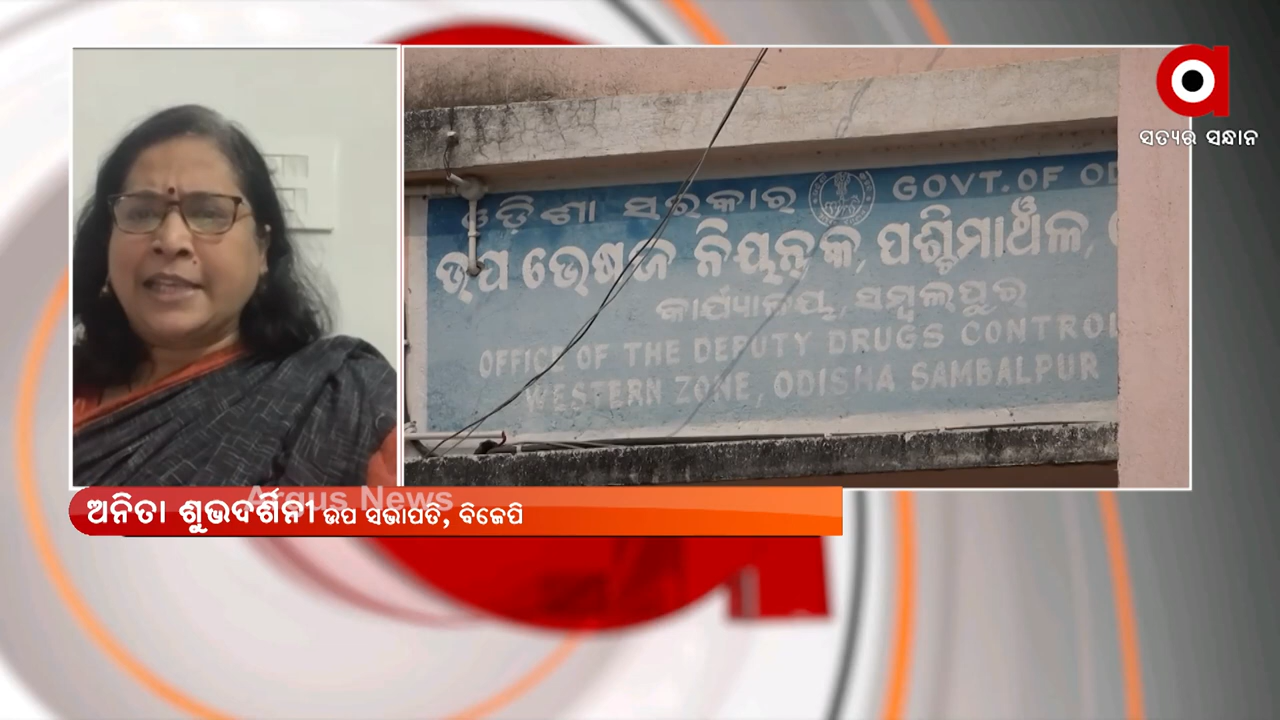 ସତ୍ୟର ସନ୍ଧାନ
ଓଡ଼ିଶା ସରକାର GOVT. OF
ଉପ ଭେଷଜ ନିୟନ୍ତ୍ରକ, ପଶ୍ଚିମାଞ୍ଚଳ,
କାର୍ଯ୍ୟାଳୟ, ସମ୍ବଲପୁର
OFFICE OF THE DEPUTY DRUGS CONTROL
WESTERN ZONE, ODISHA SAMBALPUR
Argus News
ଅନିତା ଶୁଭଦର୍ଶିନୀ ଉପ ସଭାପତି, ବିଜେପି